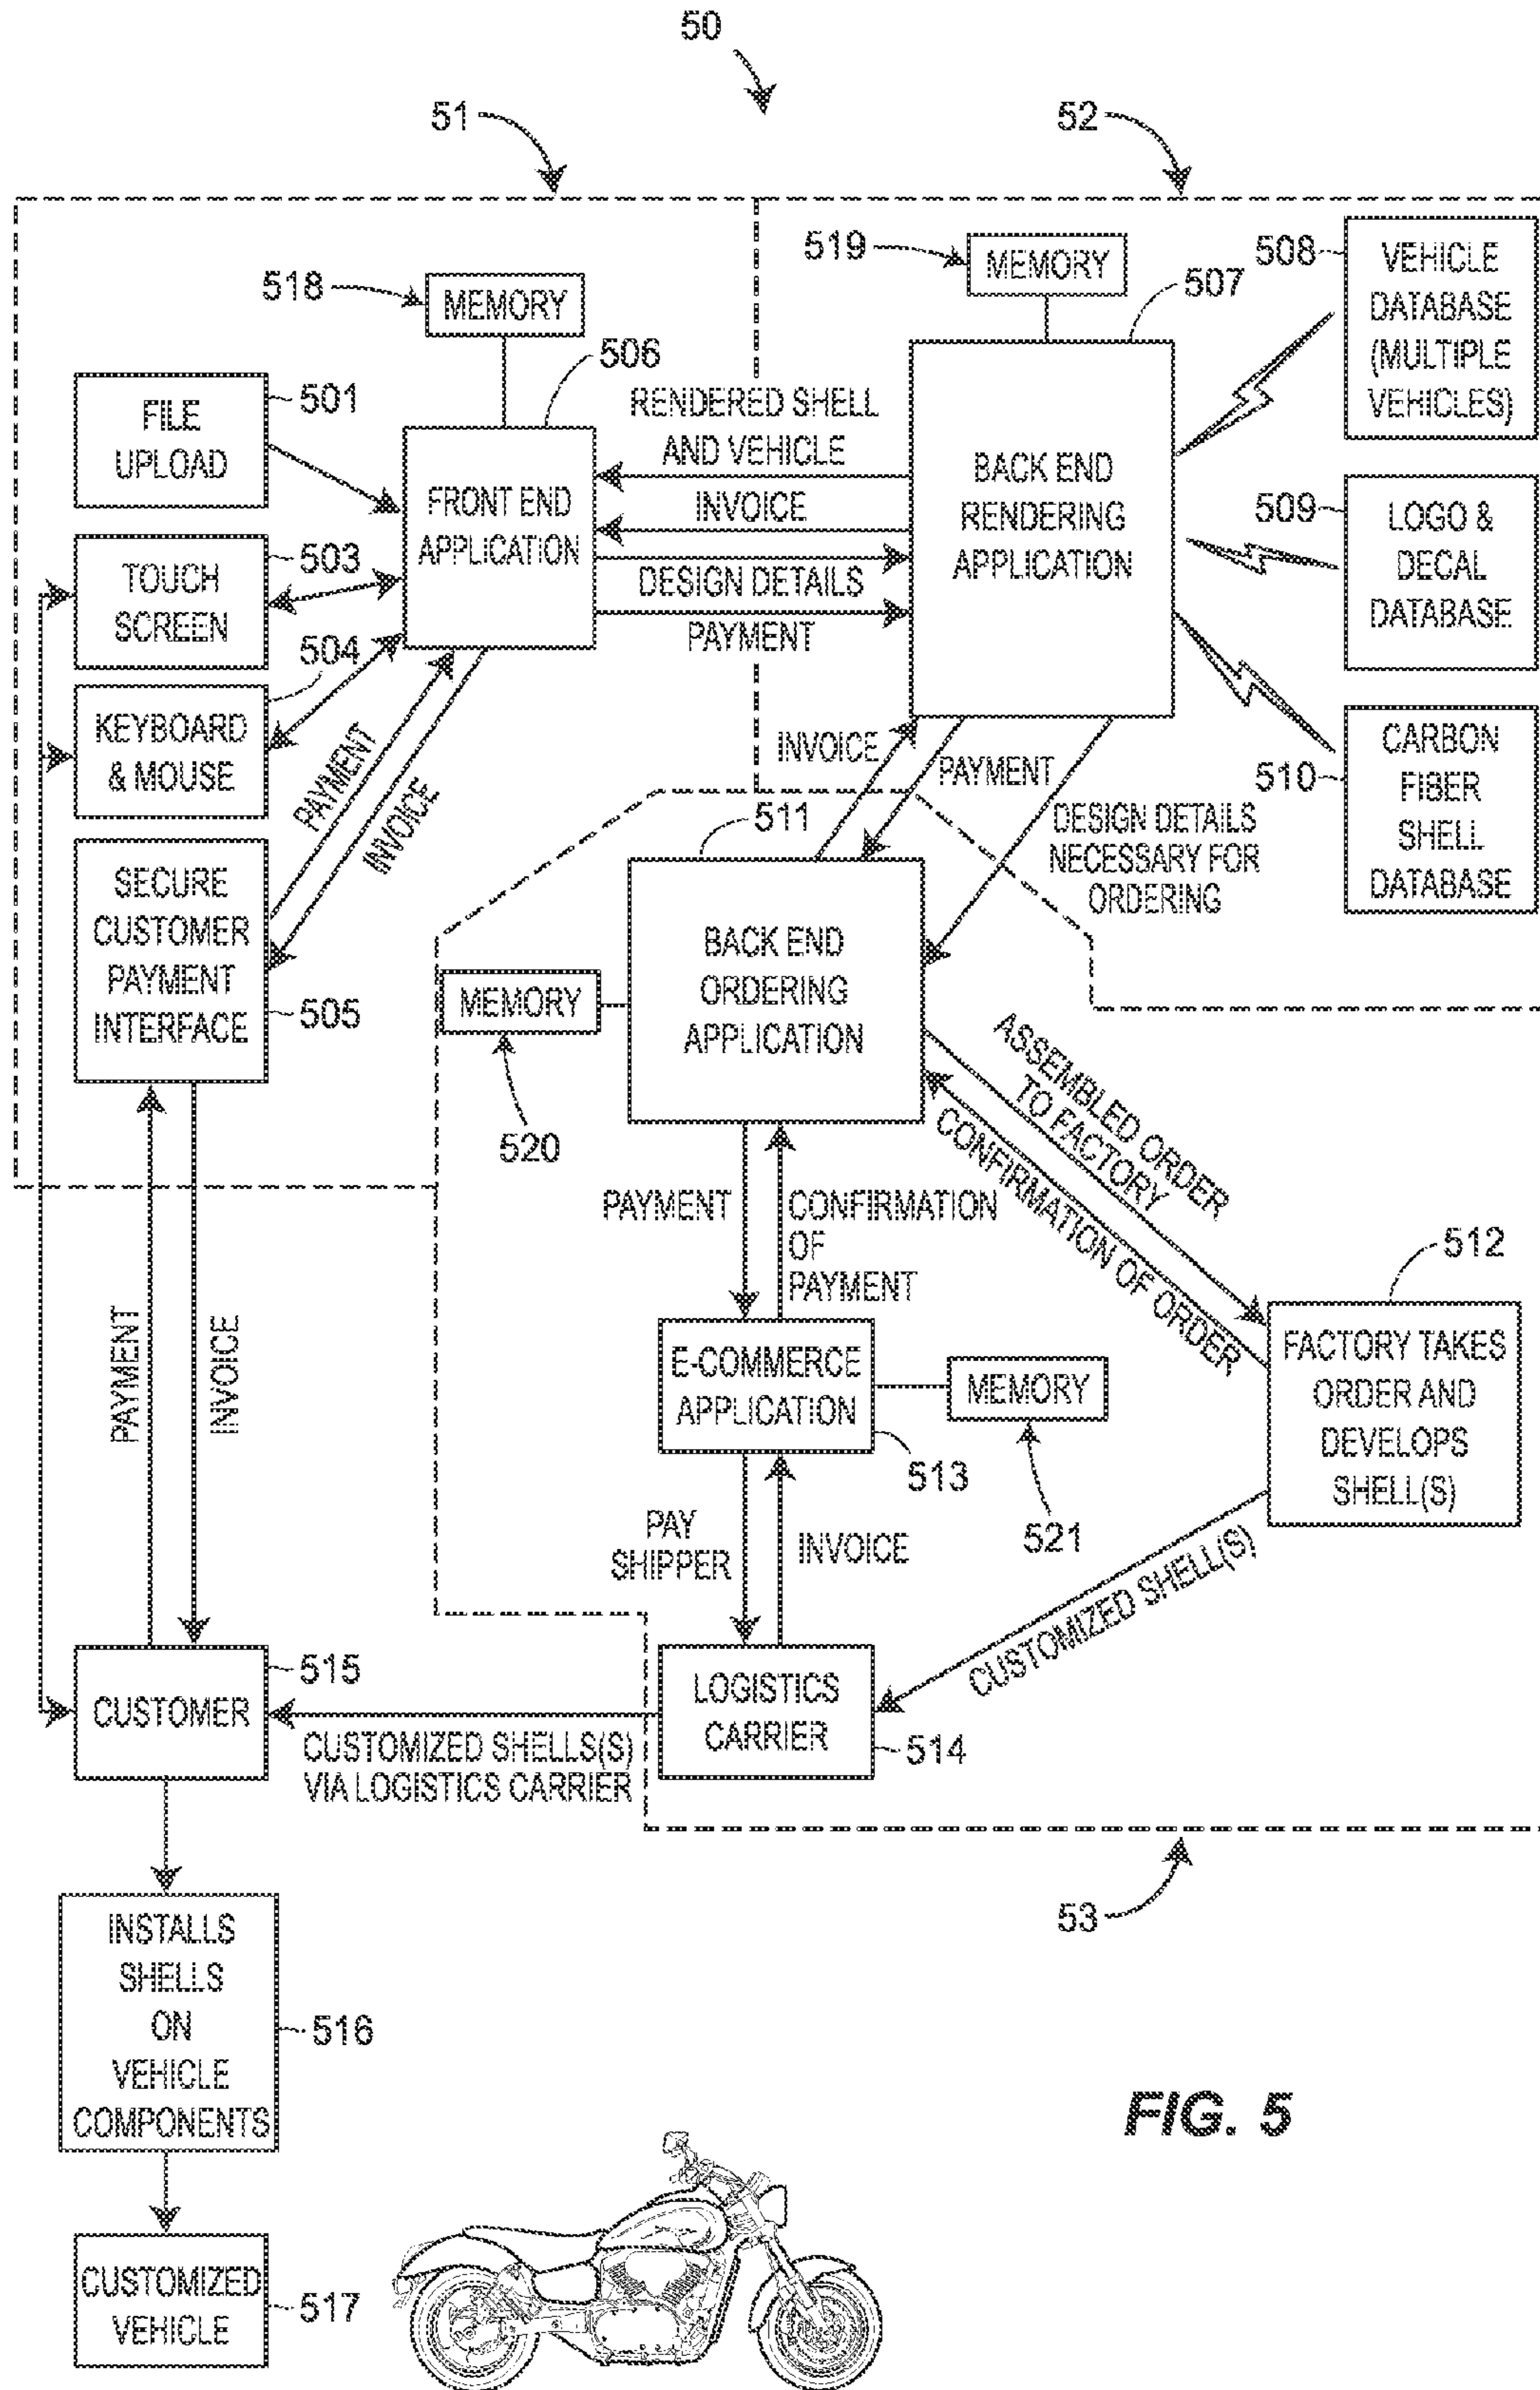 50
51
52
519
MEMORY
508
VEHICLE
DATABASE
(MULTIPLE
VEHICLES)
507
518
MEMORY
506
501
FILE
UPLOAD
RENDERED SHELL
AND VEHICLE
INVOICE
DESIGN DETAILS
PAYMENT
FRONT END
APPLICATION
BACK END
RENDERING
APPLICATION
509
LOGO &
DECAL
DATABASE
503
TOUCH
SCREEN
504
KEYBOARD
& MOUSE
PAYMENT
INVOICE
INVOICE
PAYMENT
510
CARBON
FIBER
SHELL
DATABASE
511
DESIGN DETAILS
NECESSARY FOR
ORDERING
SECURE
CUSTOMER
PAYMENT
INTERFACE
505
BACK END
ORDERING
APPLICATION
MEMORY
520
ASSEMBLED ORDER
TO FACTORY
CONFIRMATION OF ORDER
PAYMENT
CONFIRMATION
OF
PAYMENT
512
FACTORY TAKES
ORDER AND
DEVELOPS
SHELL(S)
PAYMENT
INVOICE
E-COMMERCE
APPLICATION
513
MEMORY
521
PAY
SHIPPER
INVOICE
CUSTOMIZED SHELL(S)
515
CUSTOMER
LOGISTICS
CARRIER
514
CUSTOMIZED SHELLS(S)
VIA LOGISTICS CARRIER
53
INSTALLS
SHELLS
ON
VEHICLE
COMPONENTS
516
CUSTOMIZED
VEHICLE
517
FIG. 5